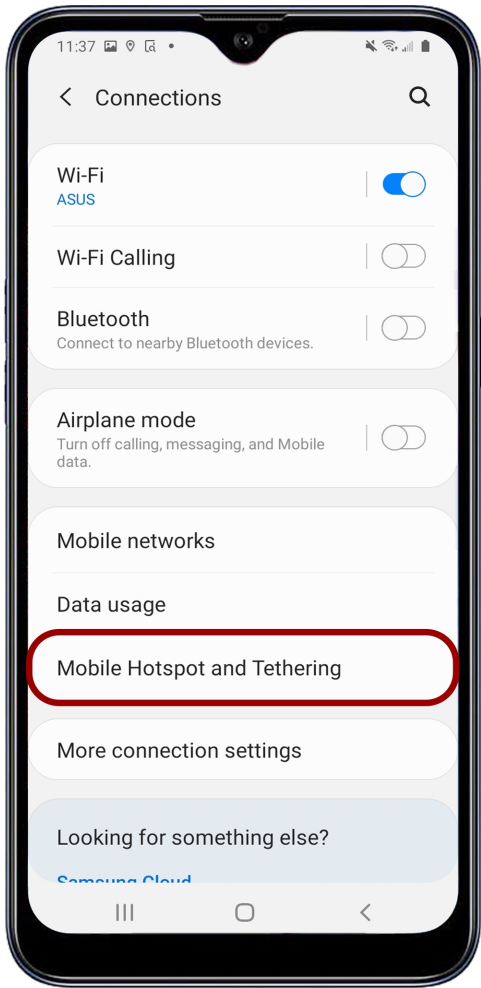 11:37
Connections
Wi-Fi
ASUS
Wi-Fi Calling
Bluetooth
Connect to nearby Bluetooth devices.
Airplane mode
Turn off calling, messaging, and Mobile
data.
Mobile networks
Data usage
Mobile Hotspot and Tethering
More connection settings
Looking for something else?
Samsung Cloud